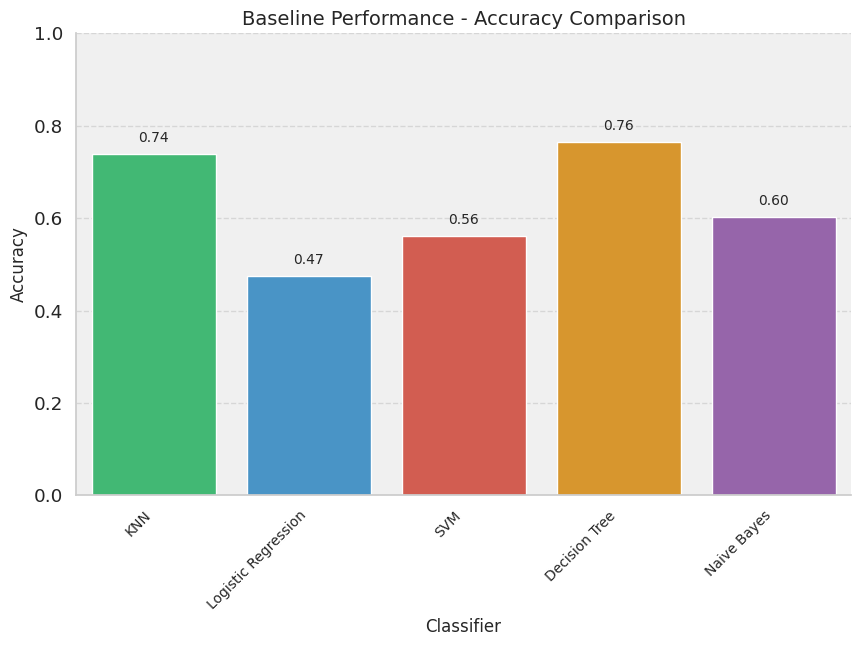 Baseline Performance - Accuracy Comparison
1.0
0.8
0.6
0.4
0.2
0.0
Accuracy
0.74
0.47
0.56
0.76
0.60
KNN
Logistic Regression
SVM
Decision Tree
Naive Bayes
Classifier